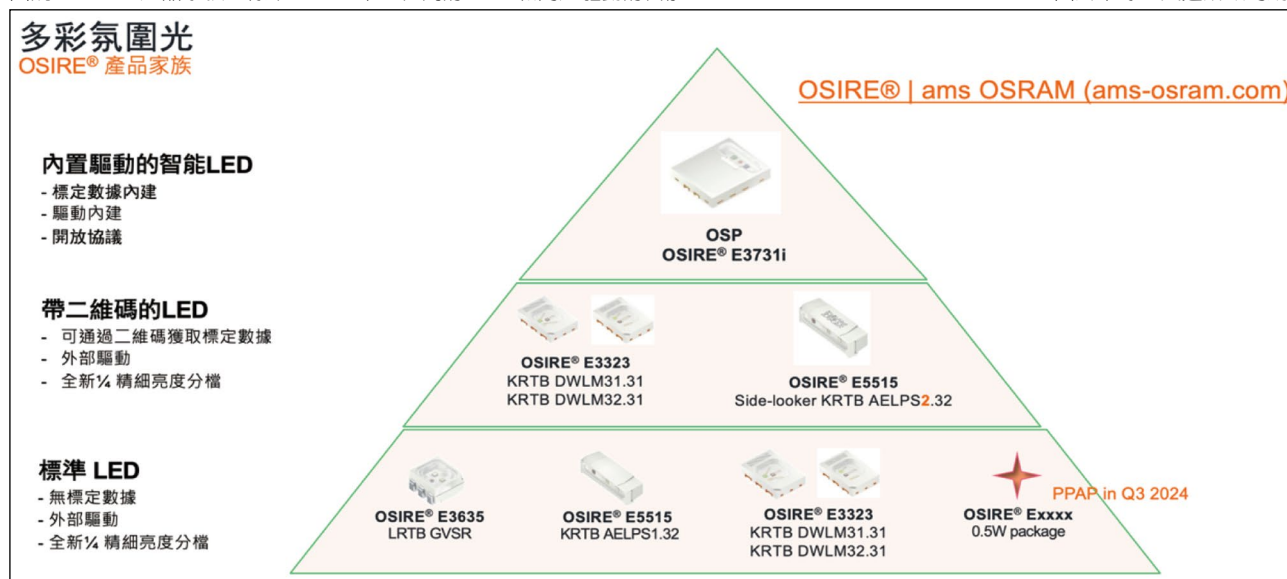 多彩氛圍光
OSIRE® 產品家族
OSIRE® | ams OSRAM (ams-osram.com)
內置驅動的智能LED
- 標定數據內建
- 驅動內建
- 開放協議
OSP
OSIRE® E3731i
帶二維碼的LED
- 可通過二維碼獲取標定數據
- 外部驅動
- 全新¼ 精細亮度分檔
OSIRE® E3323
KRTB DWLM31.31
KRTB DWLM32.31
OSIRE® E5515
Side-looker KRTB AELPS2.32
標準 LED
- 無標定數據
- 外部驅動
- 全新¼ 精細亮度分檔
OSIRE® E3635
LRTB GVSR
OSIRE® E5515
KRTB AELPS1.32
OSIRE® E3323
KRTB DWLM31.31
KRTB DWLM32.31
PPAP in Q3 2024
OSIRE® Exxxx
0.5W package